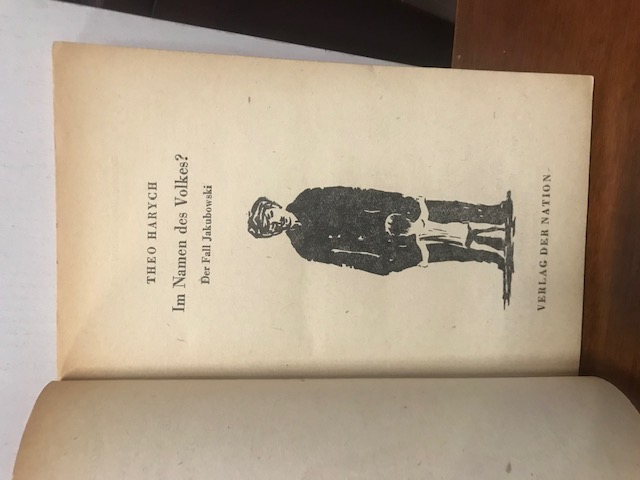 THEO HARYCH
Im Namen des Volkes?
Der Fall Jakubowski
VERLAG DER NATION